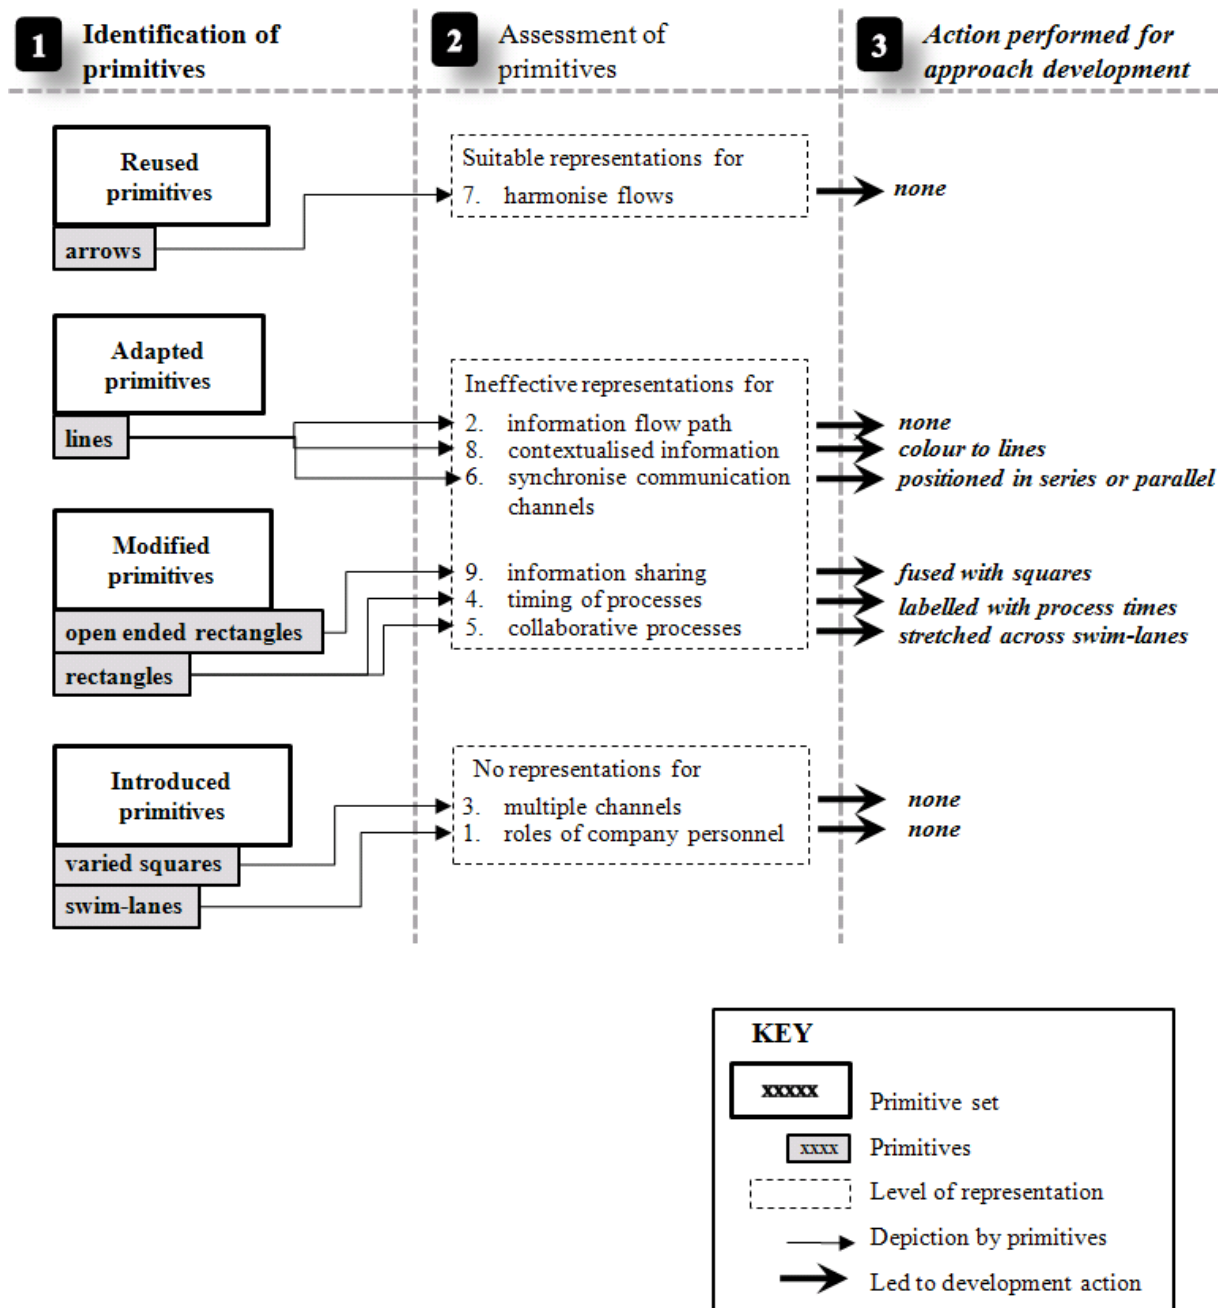 1 Identification of
primitives
2 Assessment of
primitives
3 Action performed for
approach development
Reused
primitives
arrows
Suitable representations for
7. harmonise flows
none
Adapted
primitives
lines
Ineffective representations for
2. information flow path
8. contextualised information
6. synchronise communication
channels
none
colour to lines
positioned in series or parallel
Modified
primitives
open ended rectangles
rectangles
9. information sharing
4. timing of processes
5. collaborative processes
fused with squares
labelled with process times
stretched across swim-lanes
Introduced
primitives
varied squares
swim-lanes
No representations for
3. multiple channels
1. roles of company personnel
none
none
KEY
xxxxx Primitive set
xxxx Primitives
Level of representation
Depiction by primitives
Led to development action